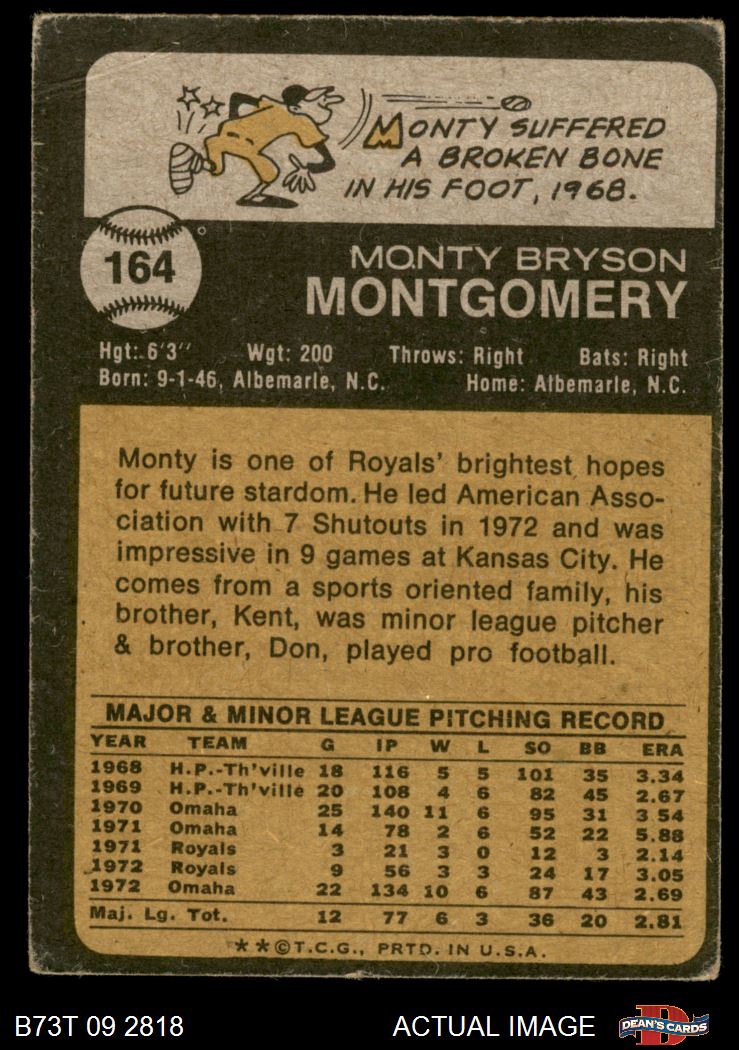 MONTY SUFFERED
A BROKEN BONE
IN HIS FOOT, 1968.
164
MONTY BRYSON
MONTGOMERY
Hgt: 6'3" Wgt: 200 Throws: Right Bats: Right
Born: 9-1-46, Albemarle, N.C. Home: Albemarle, N.C.
Monty is one of Royals' brightest hopes
for future stardom. He led American Asso-
ciation with 7 Shutouts in 1972 and was
impressive in 9 games at Kansas City. He
comes from a sports oriented family, his
brother, Kent, was minor league pitcher
& brother, Don, played pro football.
MAJOR & MINOR LEAGUE PITCHING RECORD
YEAR TEAM G IP W L SO BB ERA
1968 H.P.-Th'ville 18 116 5 5 101 35 3.34
1969 H.P.-Th'ville 20 108 4 6 82 45 2.67
1970 Omaha 25 140 11 6 95 31 3.54
1971 Omaha 14 78 2 6 52 22 5.88
1971 Royals 3 21 3 0 12 3 2.14
1972 Royals 9 56 3 3 24 17 3.05
1972 Omaha 22 134 10 6 87 43 2.69
Maj. Lg. Tot. 12 77 6 3 36 20 2.81
**©T.C.G., PRTD. IN U.S.A.
B73T 09 2818 ACTUAL IMAGE DEAN'S CARDS